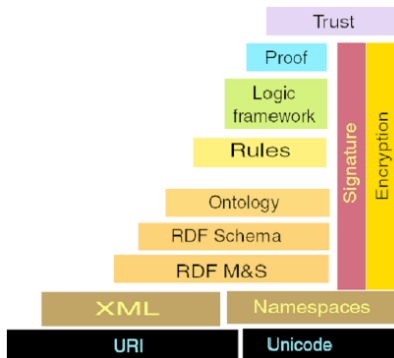 Trust
Proof
Logic
framework
Rules
Ontology
RDF Schema
RDF M&S
Signature
Encryption
XML
Namespaces
URI
Unicode